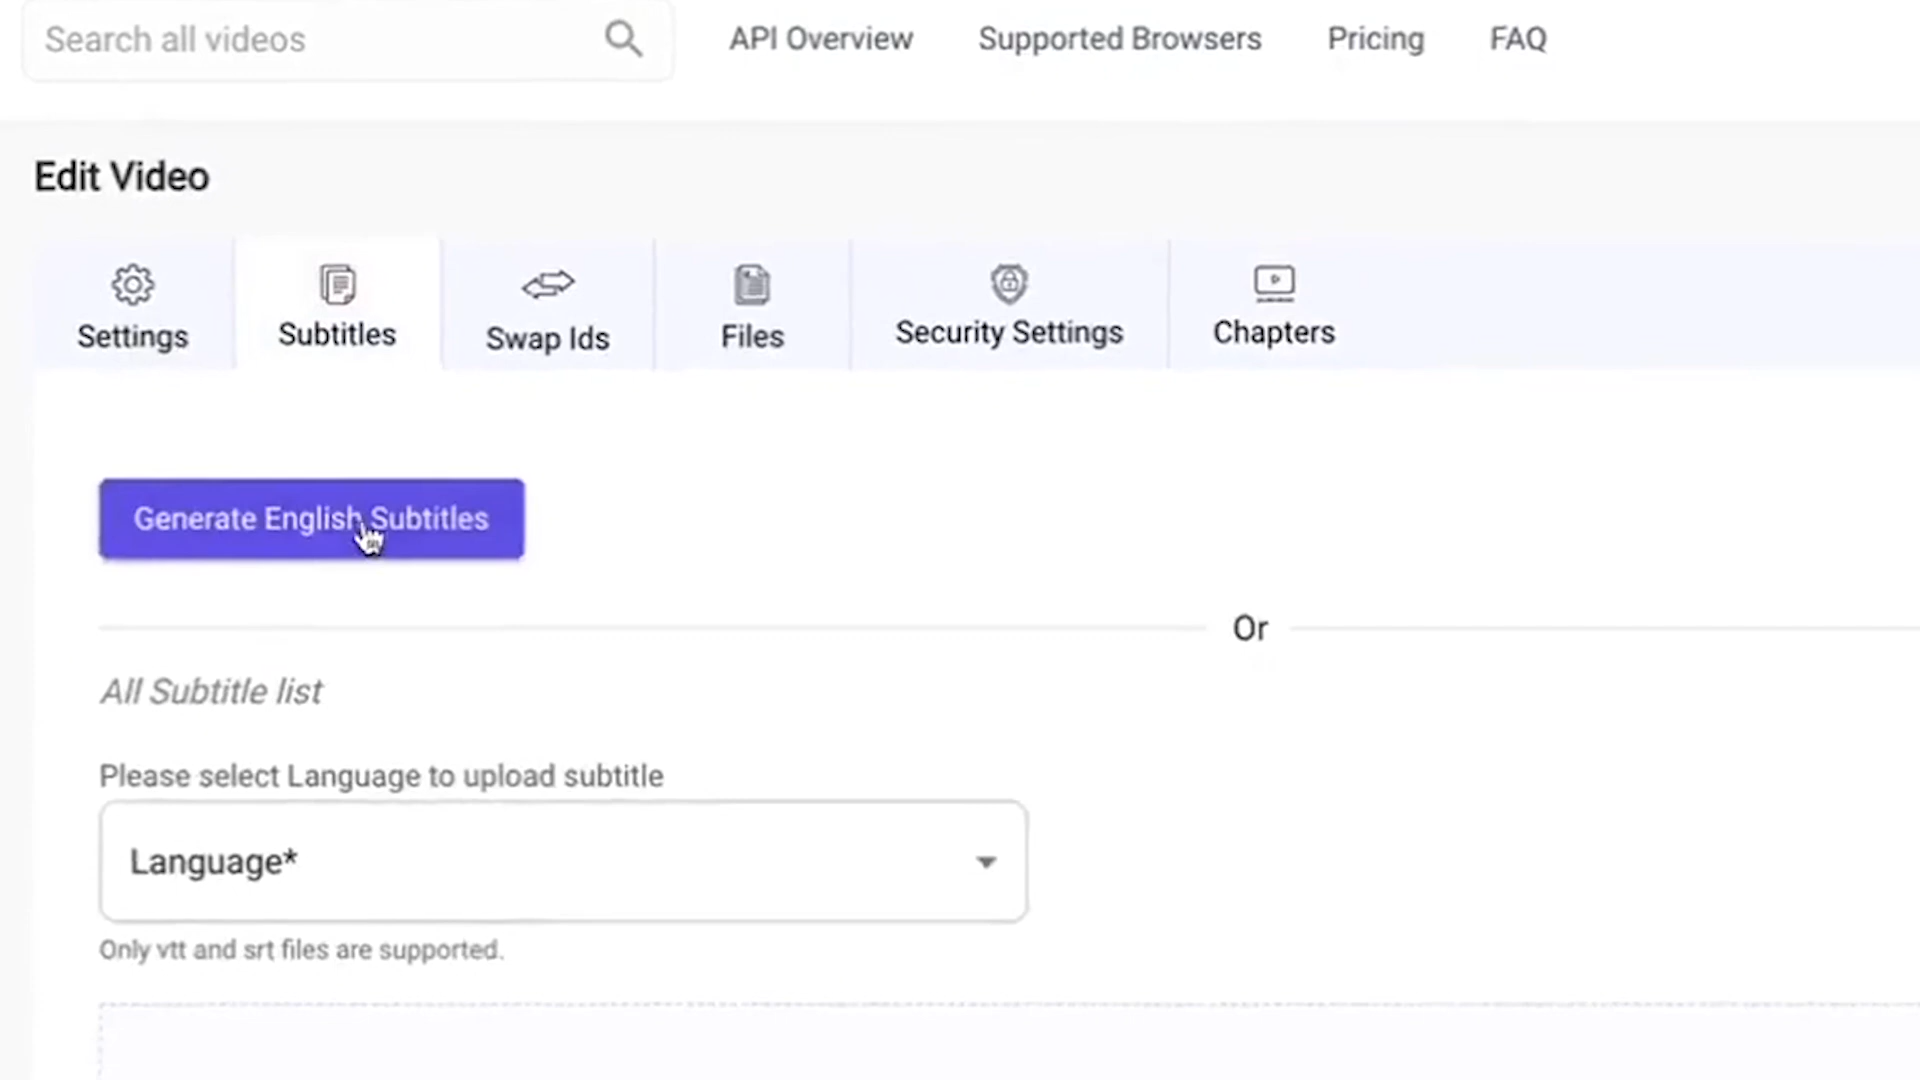 Search all videos
API Overview
Supported Browsers
Pricing
FAQ
Edit Video
Settings
Subtitles
Swap Ids
Files
Security Settings
Chapters
Generate English Subtitles
Or
All Subtitle list
Please select Language to upload subtitle
Language*
Only vtt and srt files are supported.